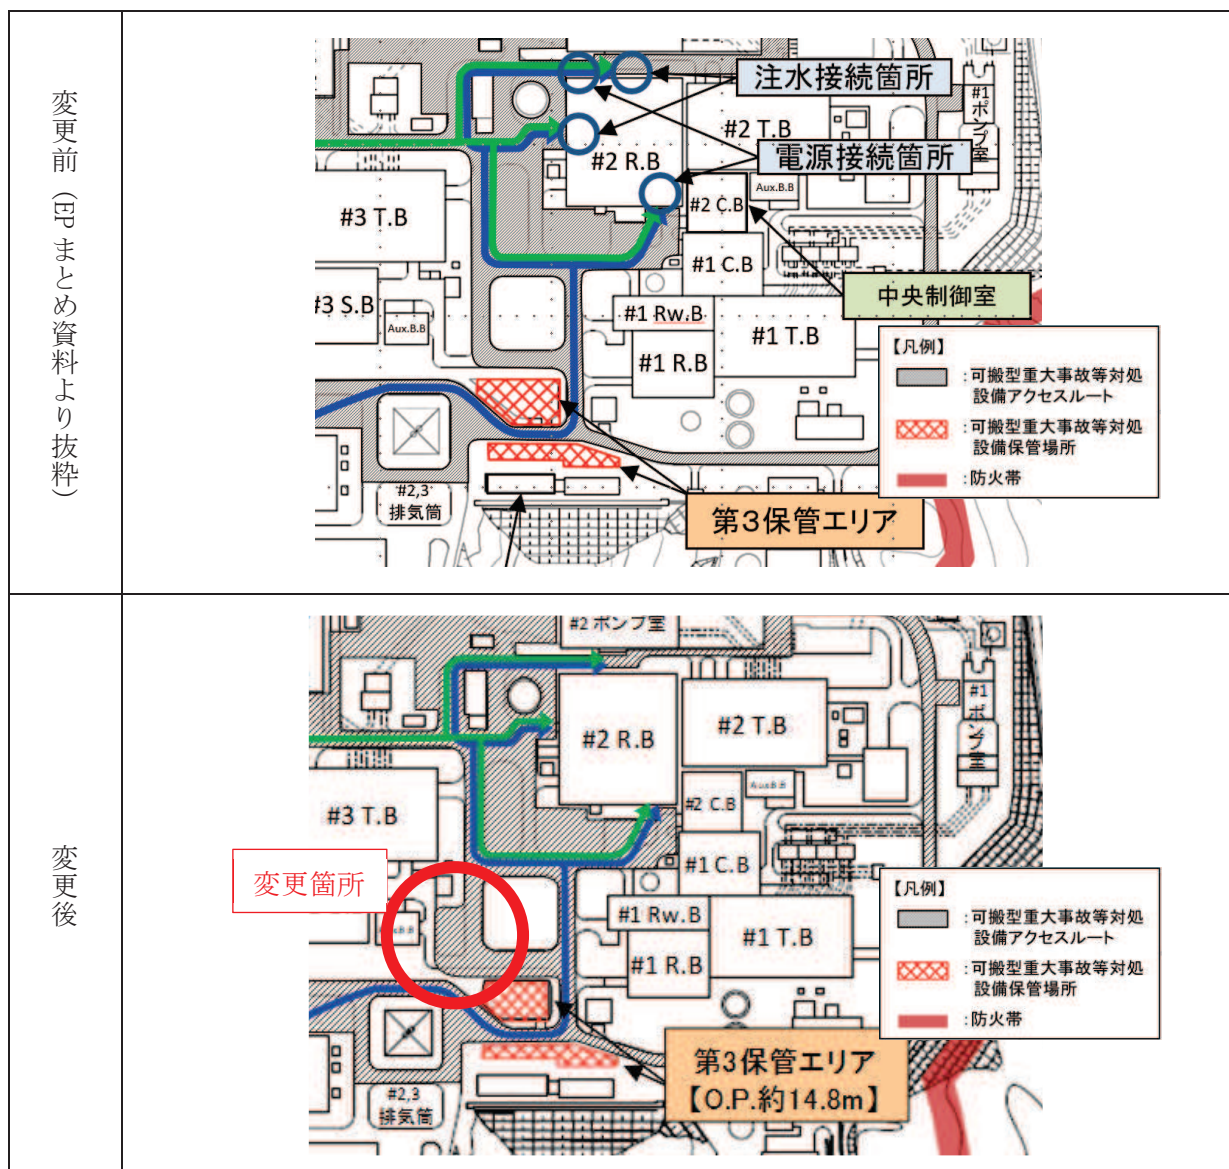 変更前（EPまとめ資料より抜粋）
注水接続箇所
#2 T.B
電源接続箇所
#2 R.B
#1
ポンプ室
Aux.B.B
#2 C.B
#3 T.B
#1 C.B
中央制御室
#3 S.B
Aux.B.B
#1 Rw.B
#1 T.B
#1 R.B
【凡例】
：可搬型重大事故等対処
設備アクセスルート
：可搬型重大事故等対処
設備保管場所
：防火帯
#2,3
排気筒
第3保管エリア
変更後
#2 ポンプ室
#2 R.B
#2 T.B
#1
ポンプ室
Aux.B.B
#2 C.B
#3 T.B
#1 C.B
変更箇所
Aux.B.B
#1 Rw.B
#1 T.B
#1 R.B
【凡例】
：可搬型重大事故等対処
設備アクセスルート
：可搬型重大事故等対処
設備保管場所
：防火帯
#2,3
排気筒
第3保管エリア
【O.P.約14.8m】